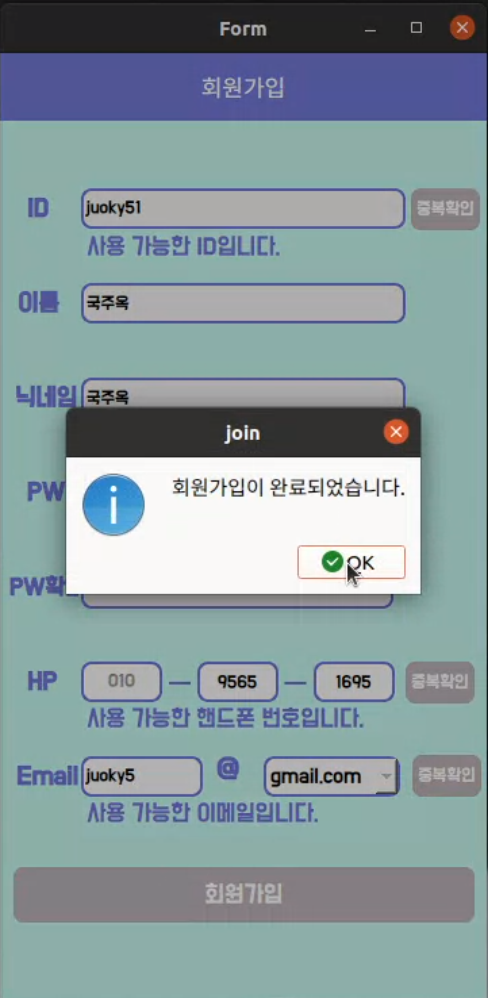 Form
회원가입
ID juoky51 중복확인
사용 가능한 ID입니다.
이름 국주옥
닉네임 국주옥
join
회원가입이 완료되었습니다.
PW
OK
PW확
HP 010 — 9565 — 1695 중복확인
사용 가능한 핸드폰 번호입니다.
Email juoky5 @ gmail.com 중복확인
사용 가능한 이메일입니다.
회원가입